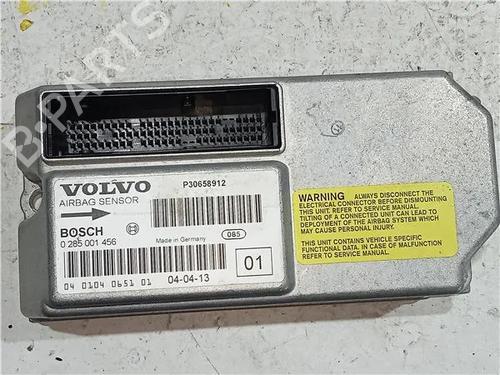 B-PARTS
VOLVO
P30658912
AIRBAG SENSOR
BOSCH
Made in Germany
085
0 285 001 456
04 0104 0651 01
04-04-13
01
WARNING ALWAYS DISCONNECT THE
ELECTRICAL CONNECTOR BEFORE DISMOUNTING
THIS UNIT. REFER TO SERVICE MANUAL.
TILTING OF A CONNECTED UNIT CAN LEAD TO
DEPLOYMENT OF THE AIRBAG SYSTEM WHICH
MAY CAUSE PERSONAL INJURY.
THIS UNIT CONTAINS VEHICLE SPECIFIC
FUNCTIONAL DATA. IN CASE OF MALFUNCTION
REFER TO SERVICE MANUAL.